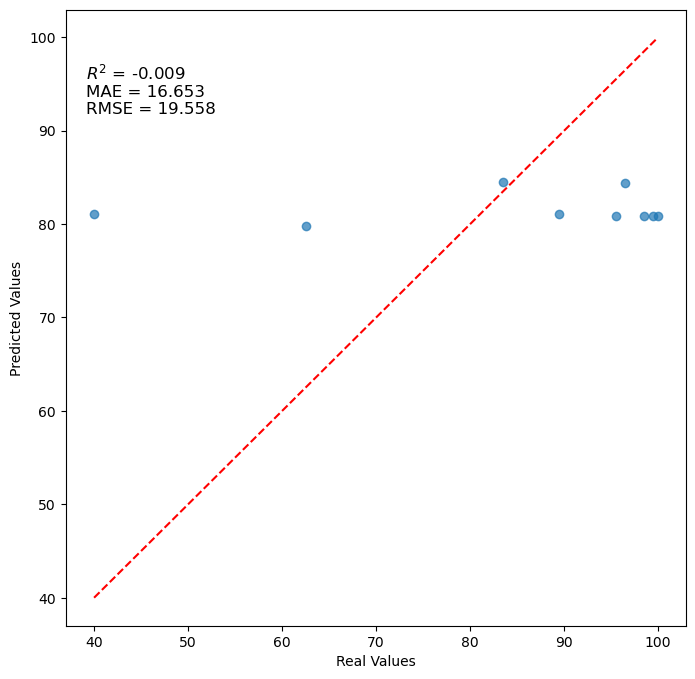 R² = -0.009
MAE = 16.653
RMSE = 19.558
100
90
80
70
60
50
40
Predicted Values
40 50 60 70 80 90 100
Real Values